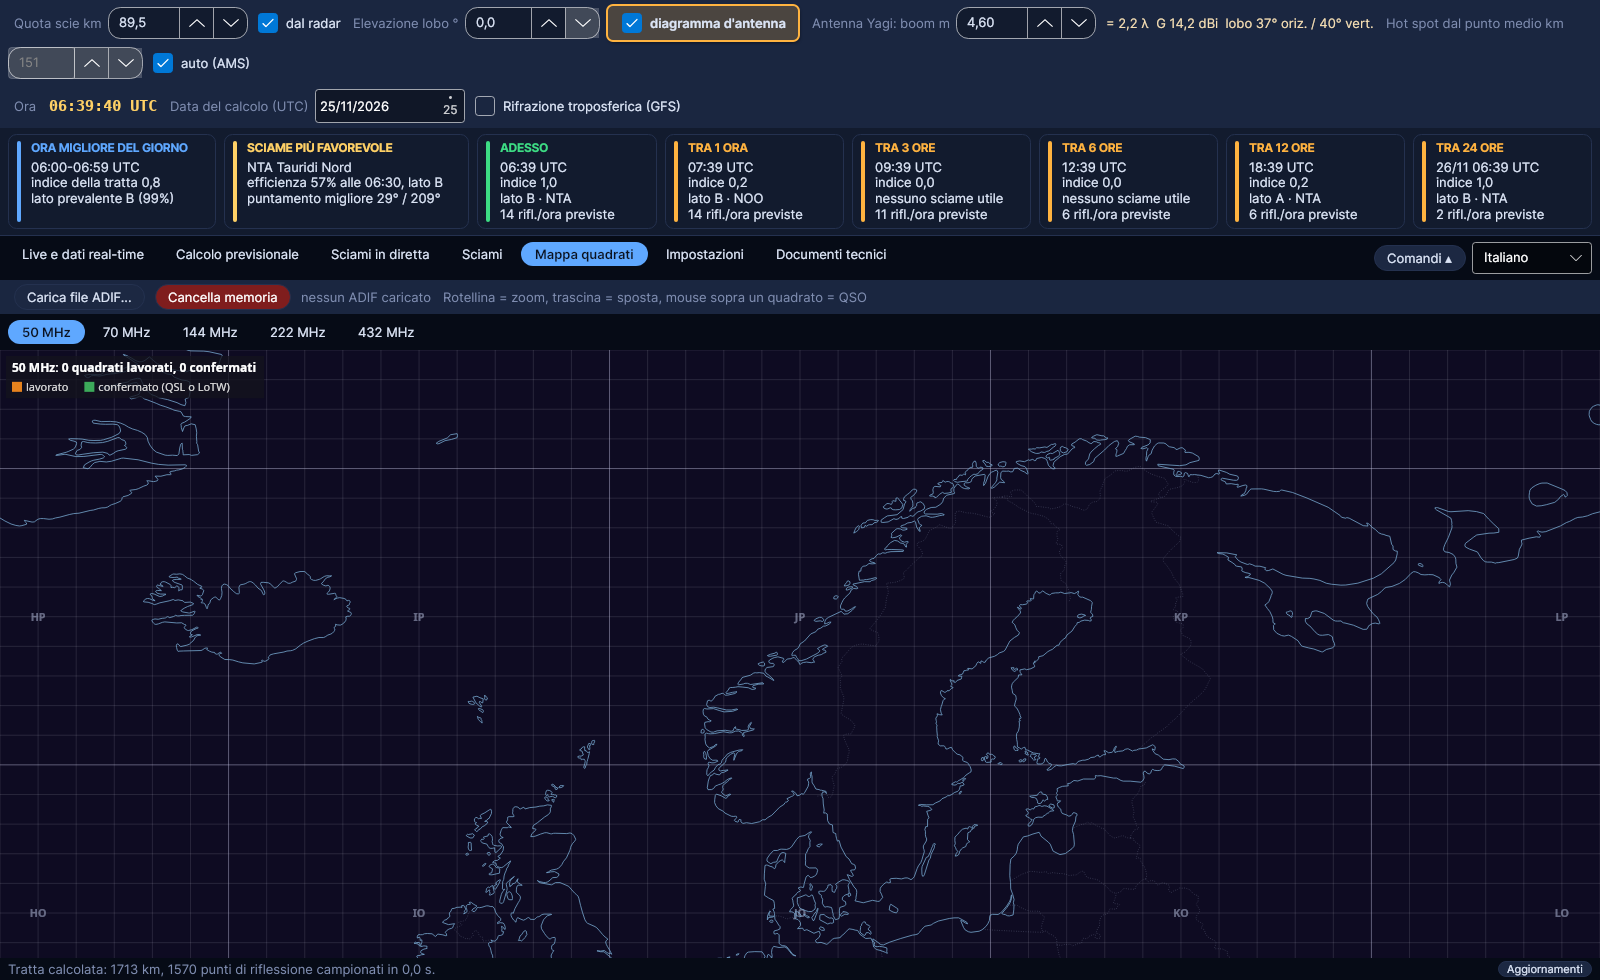 Quota scie km 89,5 dal radar Elevazione lobo ° 0,0 diagramma d'antenna Antenna Yagi: boom m 4,60 = 2,2 λ G 14,2 dBi lobo 37° oriz. / 40° vert. Hot spot dal punto medio km
151 auto (AMS)
Ora 06:39:40 UTC Data del calcolo (UTC) 25/11/2026 25 Rifrazione troposferica (GFS)
ORA MIGLIORE DEL GIORNO
06:00-06:59 UTC
indice della tratta 0,8
lato prevalente B (99%)
SCIAME PIÙ FAVOREVOLE
NTA Tauridi Nord
efficienza 57% alle 06:30, lato B
puntamento migliore 29° / 209°
ADESSO
06:39 UTC
indice 1,0
lato B · NTA
14 rifl./ora previste
TRA 1 ORA
07:39 UTC
indice 0,2
lato B · NOO
14 rifl./ora previste
TRA 3 ORE
09:39 UTC
indice 0,0
nessuno sciame utile
11 rifl./ora previste
TRA 6 ORE
12:39 UTC
indice 0,0
nessuno sciame utile
6 rifl./ora previste
TRA 12 ORE
18:39 UTC
indice 0,2
lato A · NTA
6 rifl./ora previste
TRA 24 ORE
26/11 06:39 UTC
indice 1,0
lato B · NTA
2 rifl./ora previste
Live e dati real-time Calcolo previsionale Sciami in diretta Sciami Mappa quadrati Impostazioni Documenti tecnici Comandi ▴ Italiano
Carica file ADIF... Cancella memoria nessun ADIF caricato Rotellina = zoom, trascina = sposta, mouse sopra un quadrato = QSO
50 MHz 70 MHz 144 MHz 222 MHz 432 MHz
50 MHz: 0 quadrati lavorati, 0 confermati
lavorato confermato (QSL o LoTW)
HP IP JP KP LP
HO IO JO KO LO
Tratta calcolata: 1713 km, 1570 punti di riflessione campionati in 0,0 s. Aggiornamenti